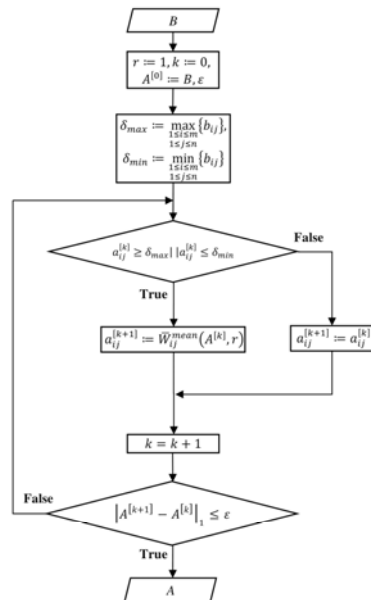 B
r ≔ 1, k ≔ 0,
A^[0] ≔ B, ε
δ_max ≔ max_{1≤i≤m 1≤j≤n} {b_ij},
δ_min ≔ min_{1≤i≤m 1≤j≤n} {b_ij}
a_ij^[k] ≥ δ_max | |a_ij^[k] ≤ δ_min
False
True
a_ij^[k+1] ≔ W̄_ij^mean(A^[k], r)
a_ij^[k+1] ≔ a_ij^[k]
k = k + 1
False
|A^[k+1] − A^[k]|_1 ≤ ε
True
A